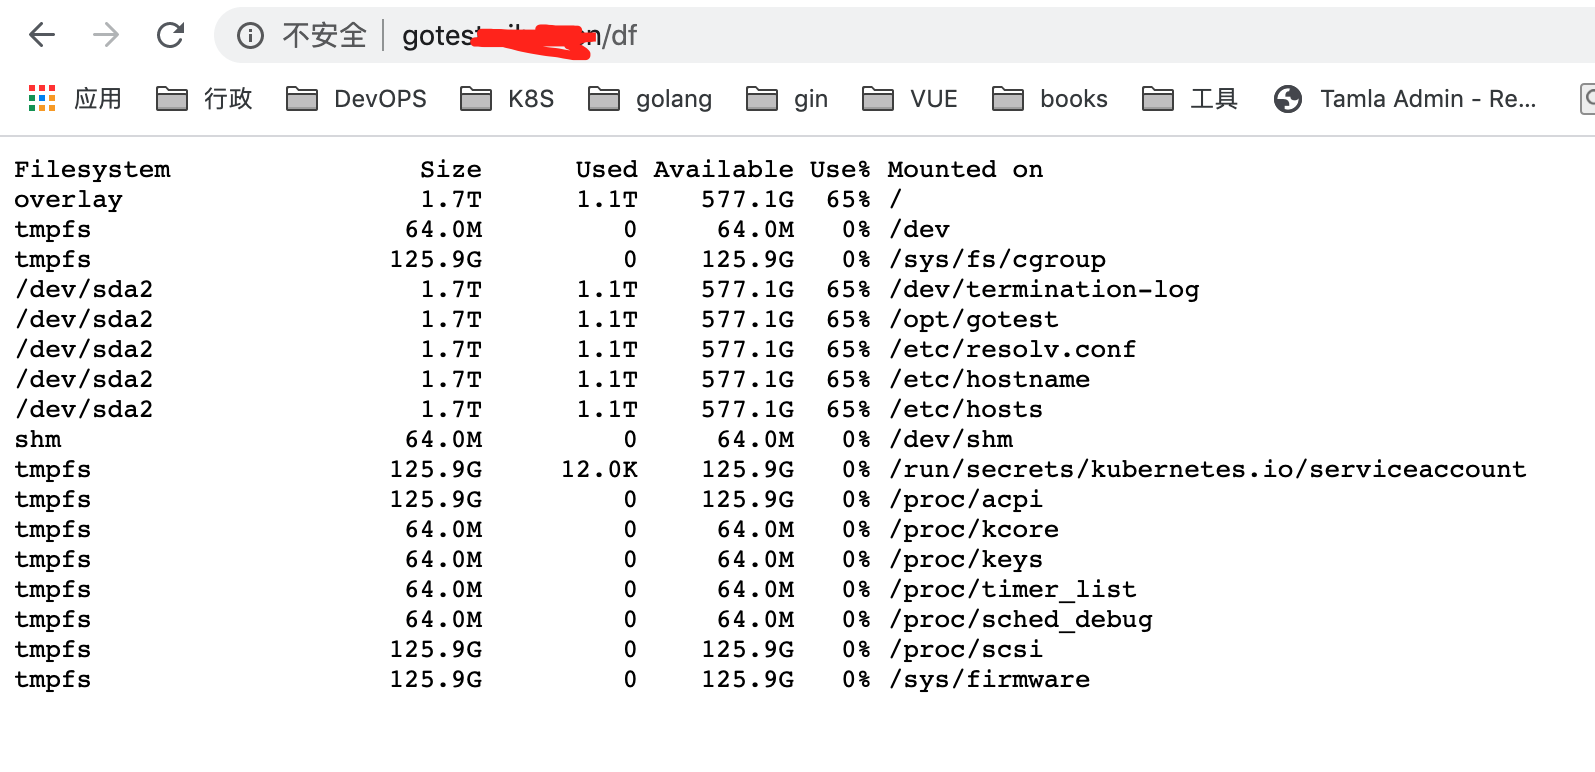 不安全 gotest n/df
应用 行政 DevOPS K8S golang gin VUE books 工具 Tamla Admin - Re...
Filesystem Size Used Available Use% Mounted on
overlay 1.7T 1.1T 577.1G 65% /
tmpfs 64.0M 0 64.0M 0% /dev
tmpfs 125.9G 0 125.9G 0% /sys/fs/cgroup
/dev/sda2 1.7T 1.1T 577.1G 65% /dev/termination-log
/dev/sda2 1.7T 1.1T 577.1G 65% /opt/gotest
/dev/sda2 1.7T 1.1T 577.1G 65% /etc/resolv.conf
/dev/sda2 1.7T 1.1T 577.1G 65% /etc/hostname
/dev/sda2 1.7T 1.1T 577.1G 65% /etc/hosts
shm 64.0M 0 64.0M 0% /dev/shm
tmpfs 125.9G 12.0K 125.9G 0% /run/secrets/kubernetes.io/serviceaccount
tmpfs 125.9G 0 125.9G 0% /proc/acpi
tmpfs 64.0M 0 64.0M 0% /proc/kcore
tmpfs 64.0M 0 64.0M 0% /proc/keys
tmpfs 64.0M 0 64.0M 0% /proc/timer_list
tmpfs 64.0M 0 64.0M 0% /proc/sched_debug
tmpfs 125.9G 0 125.9G 0% /proc/scsi
tmpfs 125.9G 0 125.9G 0% /sys/firmware